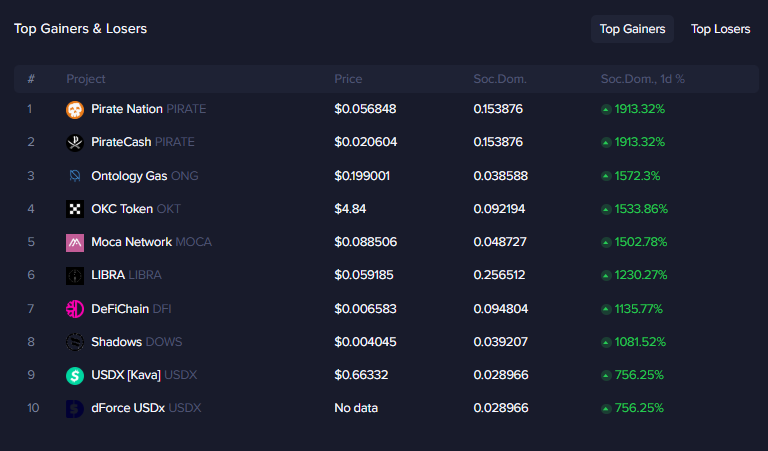 Top Gainers & Losers Top Gainers Top Losers
# Project Price Soc.Dom. Soc.Dom., 1d %
1 Pirate Nation PIRATE $0.056848 0.153876 1913.32%
2 PirateCash PIRATE $0.020604 0.153876 1913.32%
3 Ontology Gas ONG $0.199001 0.038588 1572.3%
4 OKC Token OKT $4.84 0.092194 1533.86%
5 Moca Network MOCA $0.088506 0.048727 1502.78%
6 LIBRA LIBRA $0.059185 0.256512 1230.27%
7 DeFiChain DFI $0.006583 0.094804 1135.77%
8 Shadows DOWS $0.004045 0.039207 1081.52%
9 USDX [Kava] USDX $0.66332 0.028966 756.25%
10 dForce USDx USDX No data 0.028966 756.25%